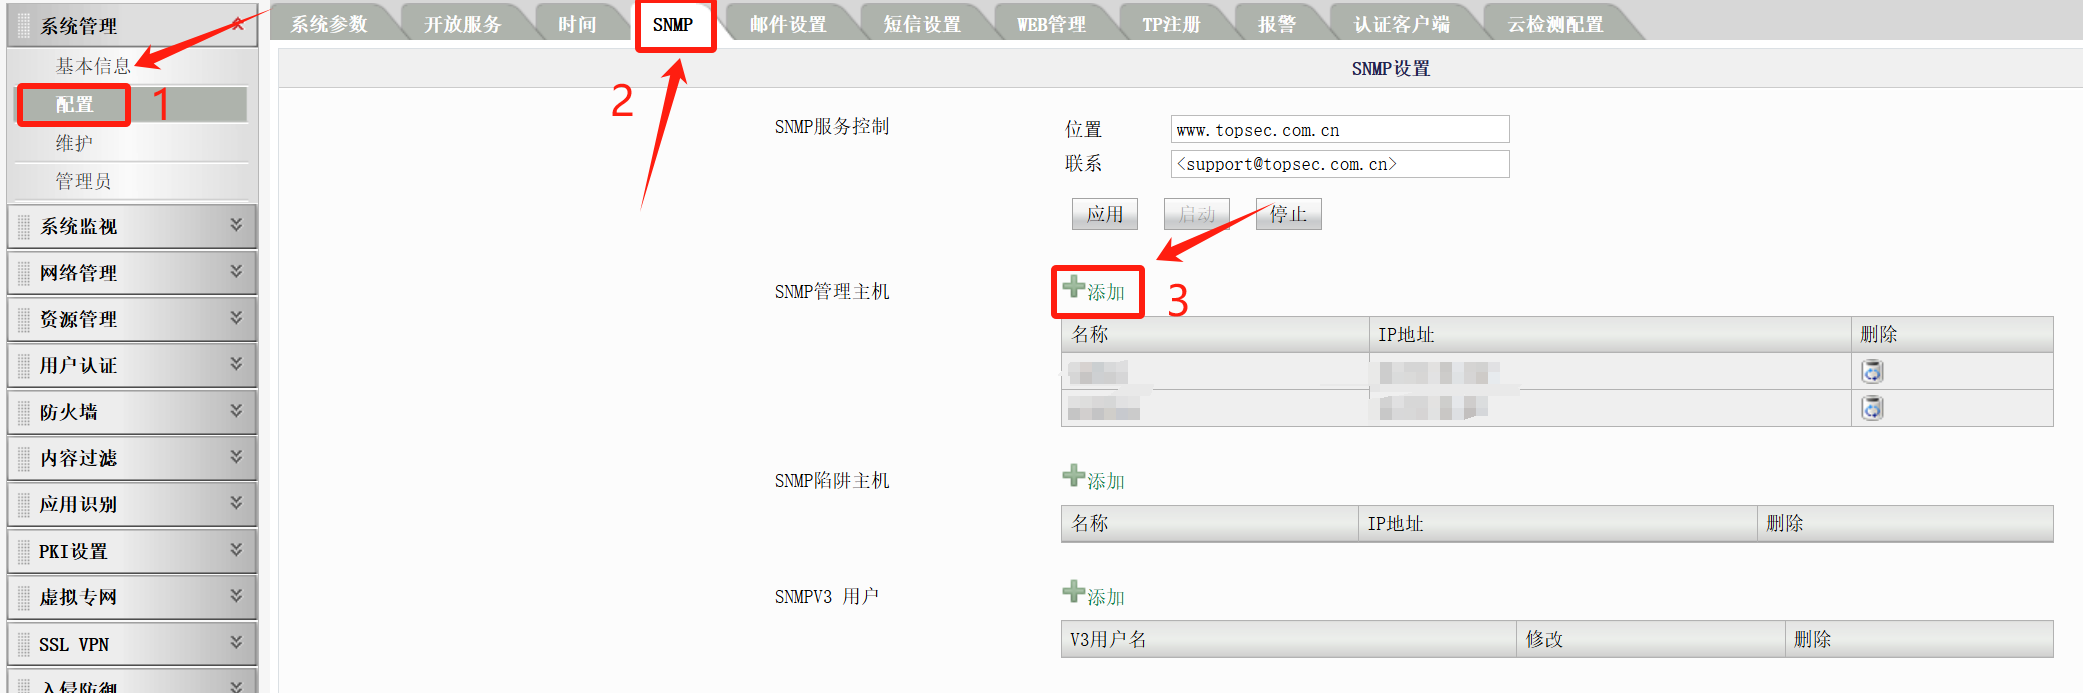 系统管理
基本信息
配置
1
维护
管理员
系统监视
网络管理
资源管理
用户认证
防火墙
内容过滤
应用识别
PKI设置
虚拟专网
SSL VPN
入侵防御
系统参数 开放服务 时间 SNMP 邮件设置 短信设置 WEB管理 TP注册 报警 认证客户端 云检测配置
2
SNMP设置
SNMP服务控制
位置 www.topsec.com.cn
联系 <support@topsec.com.cn>
应用 启动 停止
SNMP管理主机 添加 3
名称 IP地址 删除
SNMP陷阱主机 添加
名称 IP地址 删除
SNMPV3 用户 添加
V3用户名 修改 删除